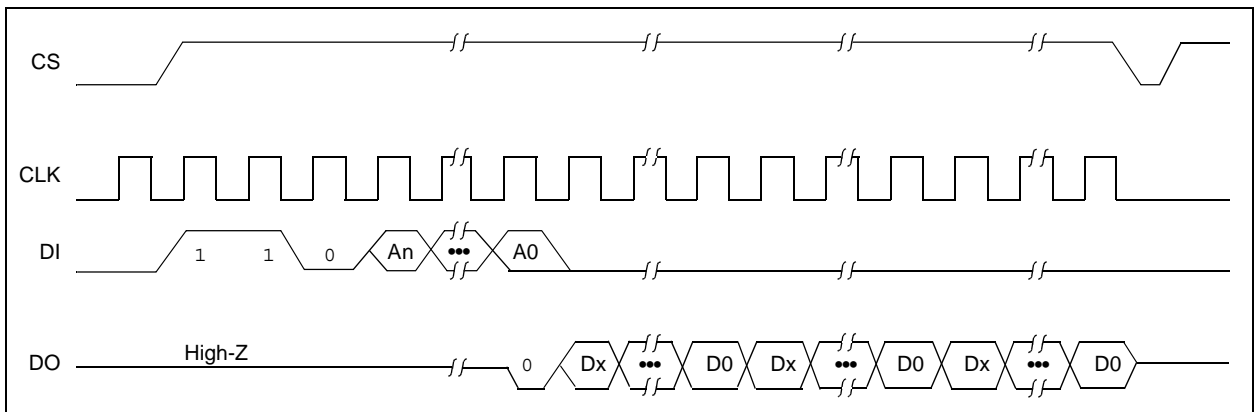 CS
CLK
DI 1 1 0 An ••• A0
DO High-Z 0 Dx ••• D0 Dx ••• D0 Dx ••• D0